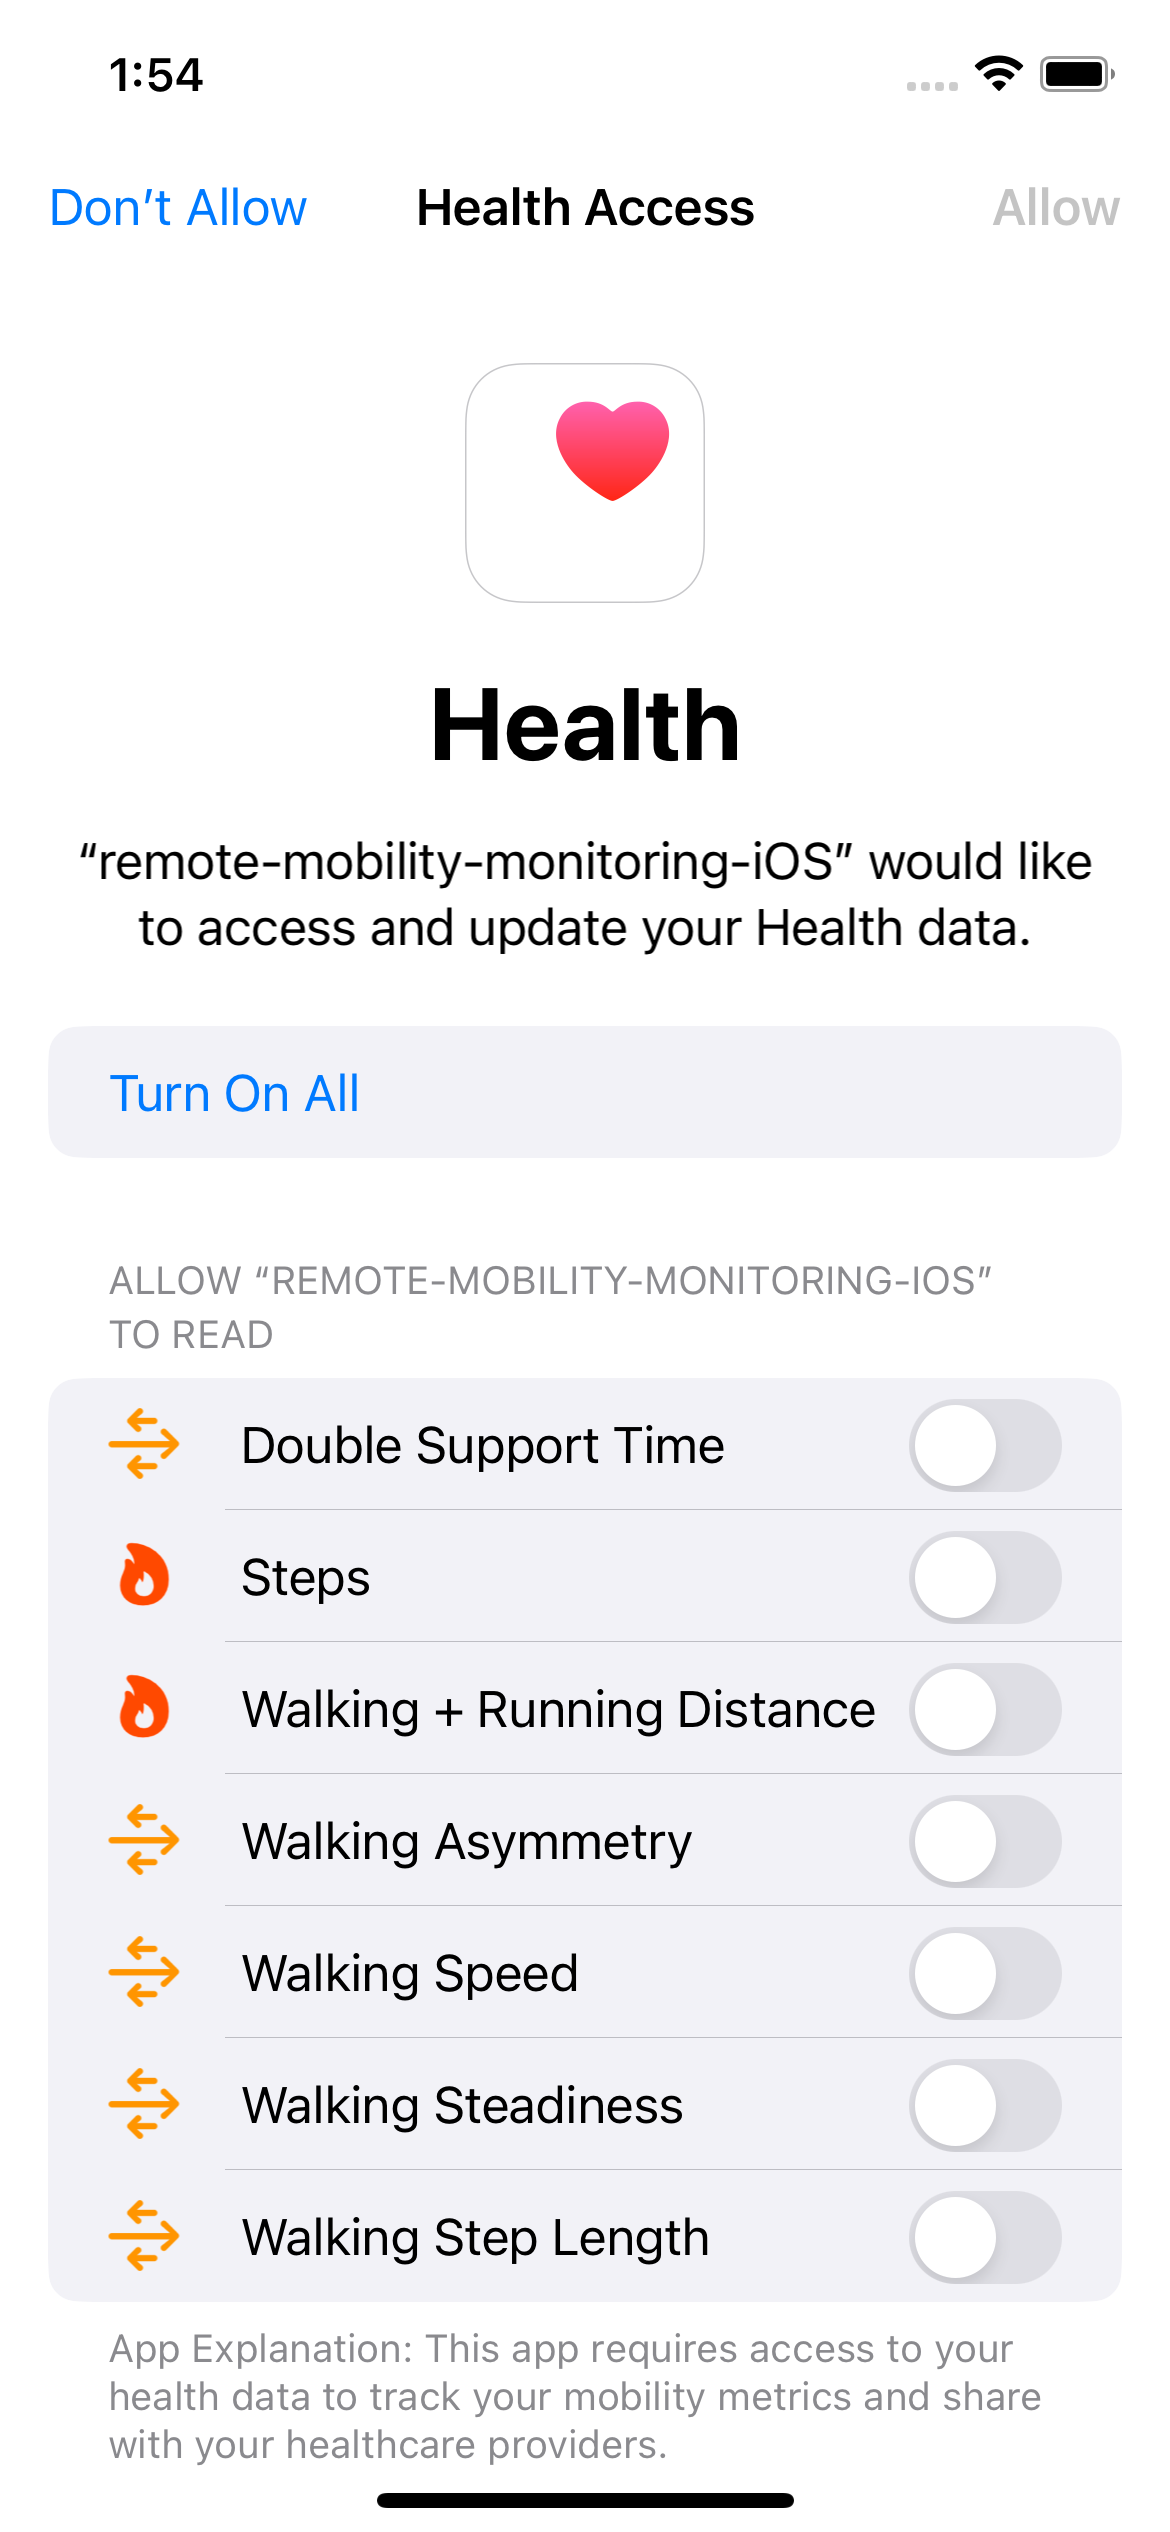 1:54
Don’t Allow
Health Access
Allow
Health
“remote-mobility-monitoring-iOS” would like
to access and update your Health data.
Turn On All
ALLOW “REMOTE-MOBILITY-MONITORING-IOS”
TO READ
Double Support Time
Steps
Walking + Running Distance
Walking Asymmetry
Walking Speed
Walking Steadiness
Walking Step Length
App Explanation: This app requires access to your
health data to track your mobility metrics and share
with your healthcare providers.